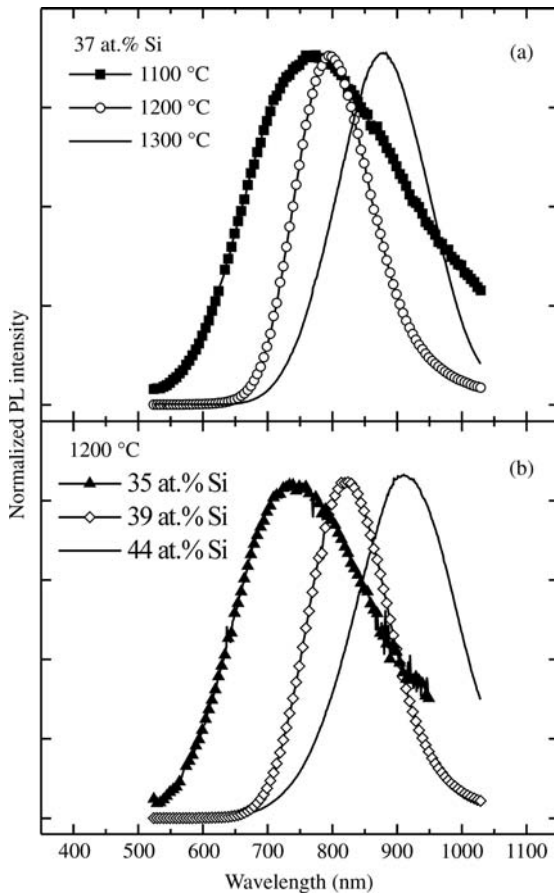 37 at.% Si
1100 °C
1200 °C
1300 °C
(a)
Normalized PL intensity
1200 °C
35 at.% Si
39 at.% Si
44 at.% Si
(b)
400 500 600 700 800 900 1000 1100
Wavelength (nm)